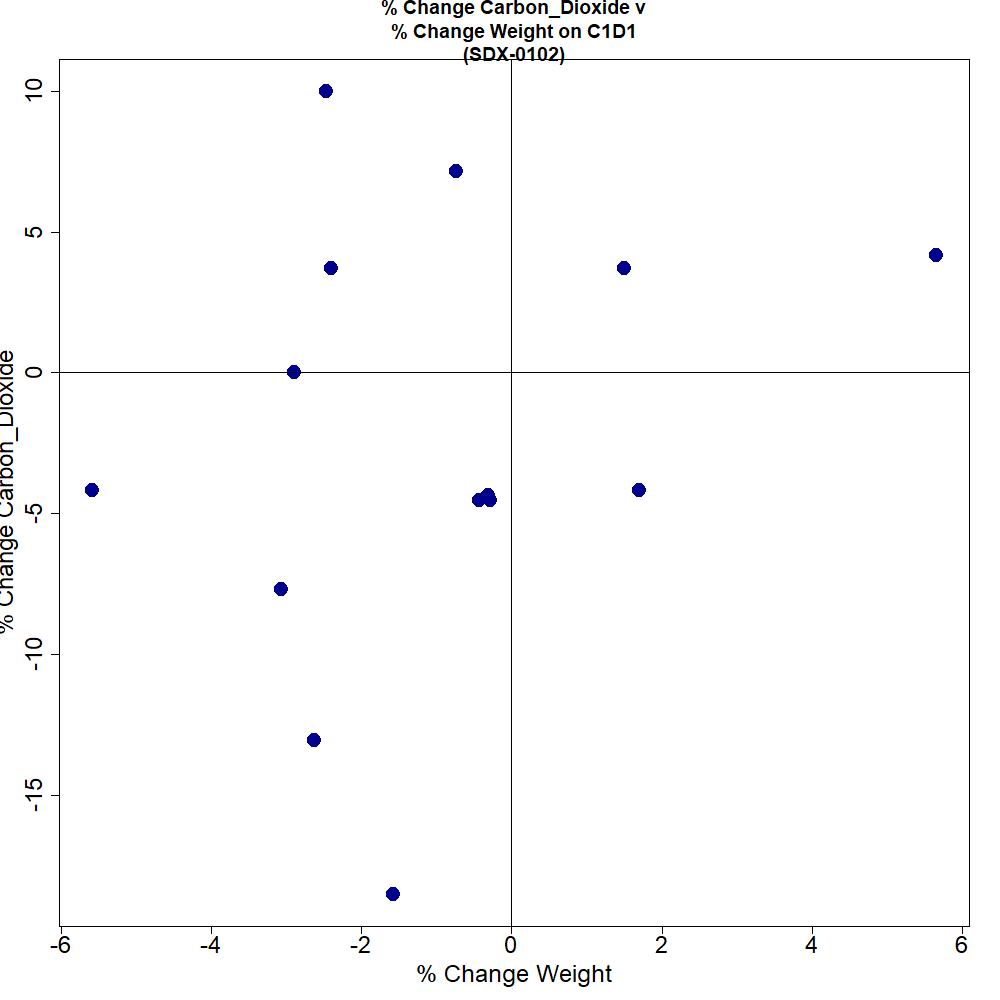 % Change Carbon_Dioxide v
% Change Weight on C1D1
(SDX-0102)
10
5
0
-5
-10
-15
% Change Carbon_Dioxide
-6
-4
-2
0
2
4
6
% Change Weight